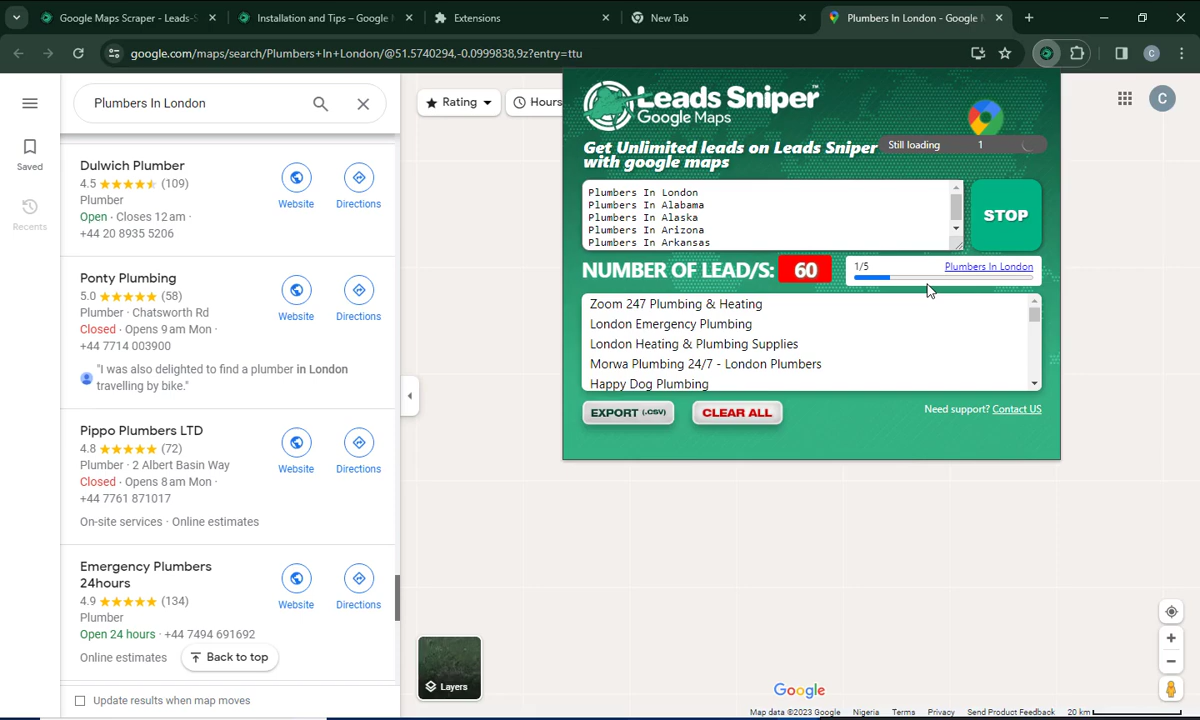 Google Maps Scraper - Leads-S
Installation and Tips – Google
Extensions
New Tab
Plumbers In London - Google
google.com/maps/search/Plumbers+In+London/@51.5740294,-0.0999838,9z?entry=ttu
C
Saved
Recents
Plumbers In London
Dulwich Plumber
4.5 (109)
Plumber
Open · Closes 12 am ·
+44 20 8935 5206
Website
Directions
Ponty Plumbing
5.0 (58)
Plumber · Chatsworth Rd
Closed · Opens 9 am Mon ·
+44 7714 003900
"I was also delighted to find a plumber in London
travelling by bike."
Website
Directions
Pippo Plumbers LTD
4.8 (72)
Plumber · 2 Albert Basin Way
Closed · Opens 8 am Mon ·
+44 7761 871017
On-site services · Online estimates
Website
Directions
Emergency Plumbers
24hours
4.9 (134)
Plumber
Open 24 hours · +44 7494 691692
Online estimates
Website
Directions
Back to top
Update results when map moves
Rating
Hours
Leads Sniper™
Google Maps
Get Unlimited leads on Leads Sniper
with google maps
Still loading 1
Plumbers In London
Plumbers In Alabama
Plumbers In Alaska
Plumbers In Arizona
Plumbers In Arkansas
STOP
NUMBER OF LEAD/S: 60
1/5 Plumbers In London
Zoom 247 Plumbing & Heating
London Emergency Plumbing
London Heating & Plumbing Supplies
Morwa Plumbing 24/7 - London Plumbers
Happy Dog Plumbing
EXPORT (.CSV)
CLEAR ALL
Need support? Contact US
C
Layers
Google
Map data ©2023 Google Nigeria Terms Privacy Send Product Feedback 20 km